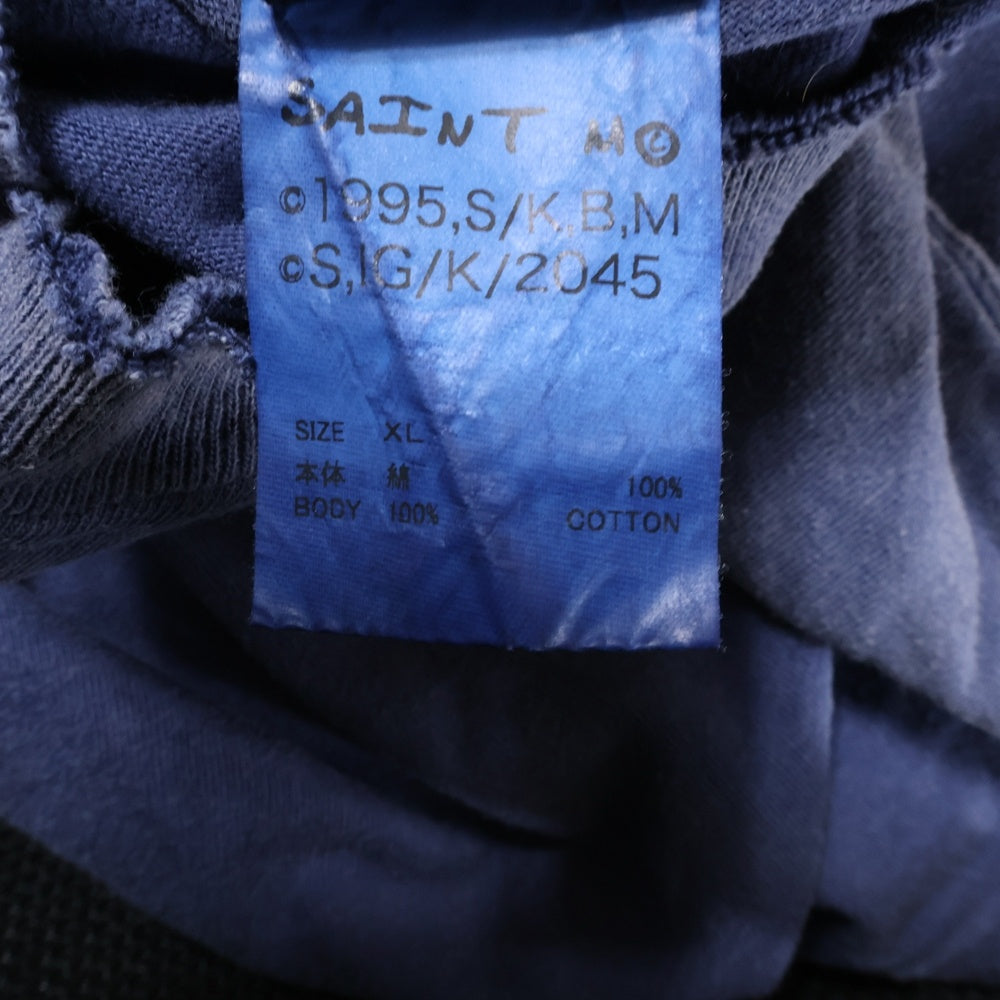 SAINT M©
©1995,S/K,B,M
©S,IG/K/2045
SIZE XL
本体 綿 100%
BODY 100% COTTON